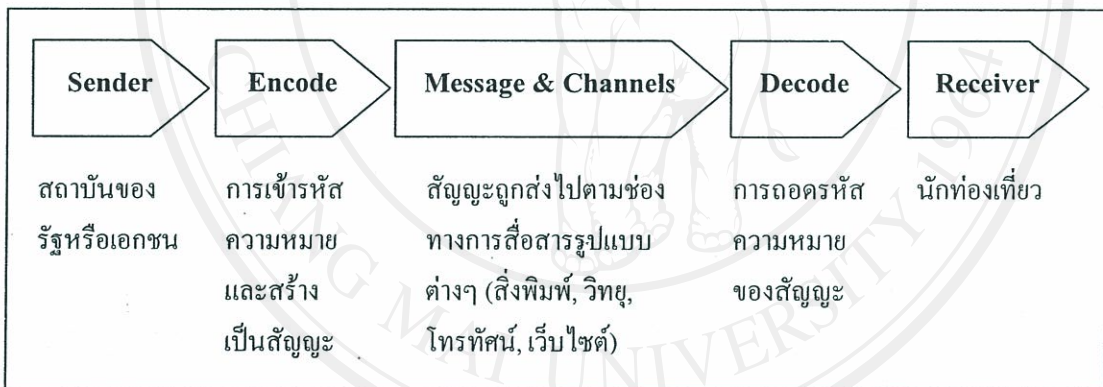 Sender Encode Message & Channels Decode Receiver
สถาบันของ
รัฐหรือเอกชน
การเข้ารหัส
ความหมาย
และสร้าง
เป็นสัญญะ
สัญญะถูกส่งไปตามช่อง
ทางการสื่อสารรูปแบบ
ต่างๆ (สิ่งพิมพ์, วิทยุ,
โทรทัศน์, เว็บไซต์)
การถอดรหัส
ความหมาย
ของสัญญะ
นักท่องเที่ยว
CHIANG MAI UNIVERSITY 1964